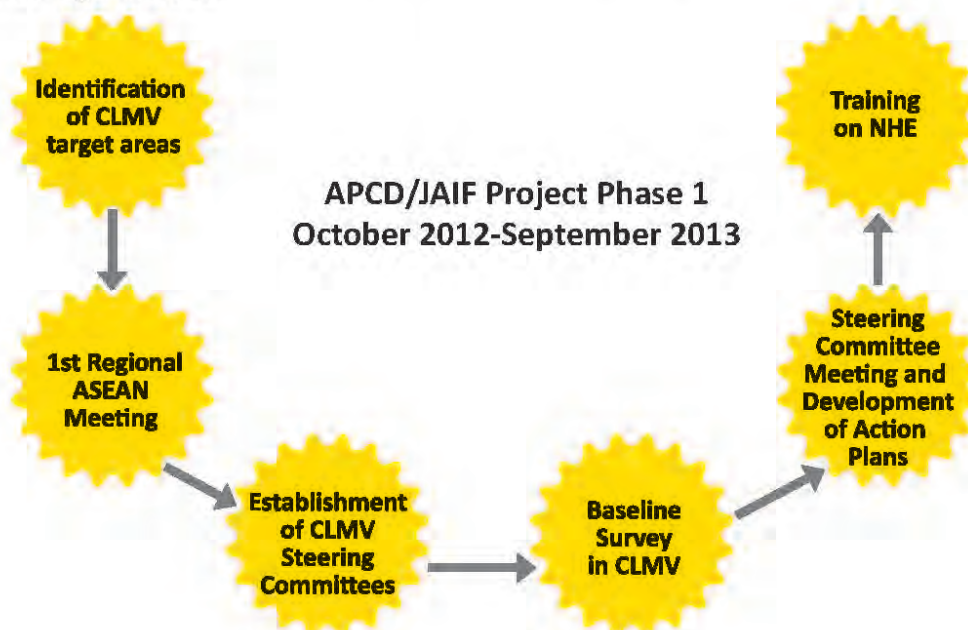 Identification
of CLMV
target areas
Training
on NHE
APCD/JAIF Project Phase 1
October 2012-September 2013
1st Regional
ASEAN
Meeting
Steering
Committee
Meeting and
Development
of Action
Plans
Establishment
of CLMV
Steering
Committees
Baseline
Survey
in CLMV